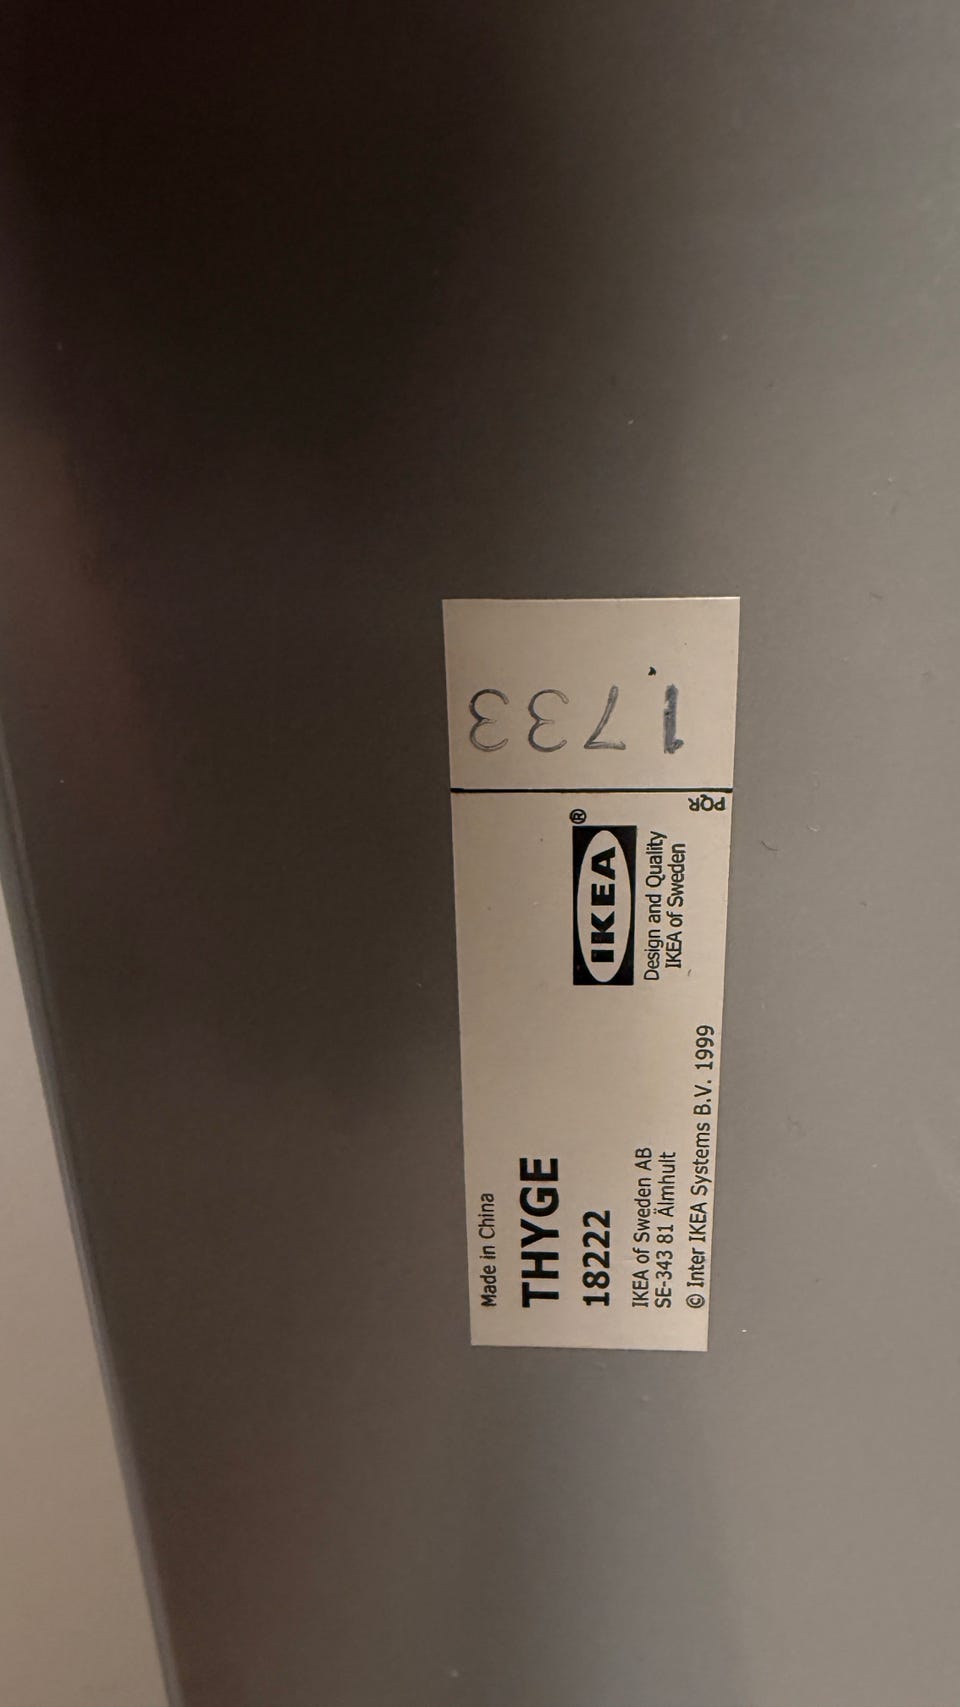 Made in China
THYGE
18222
IKEA of Sweden AB
SE-343 81 Älmhult
© Inter IKEA Systems B.V. 1999
IKEA®
Design and Quality
IKEA of Sweden
PQR
1733